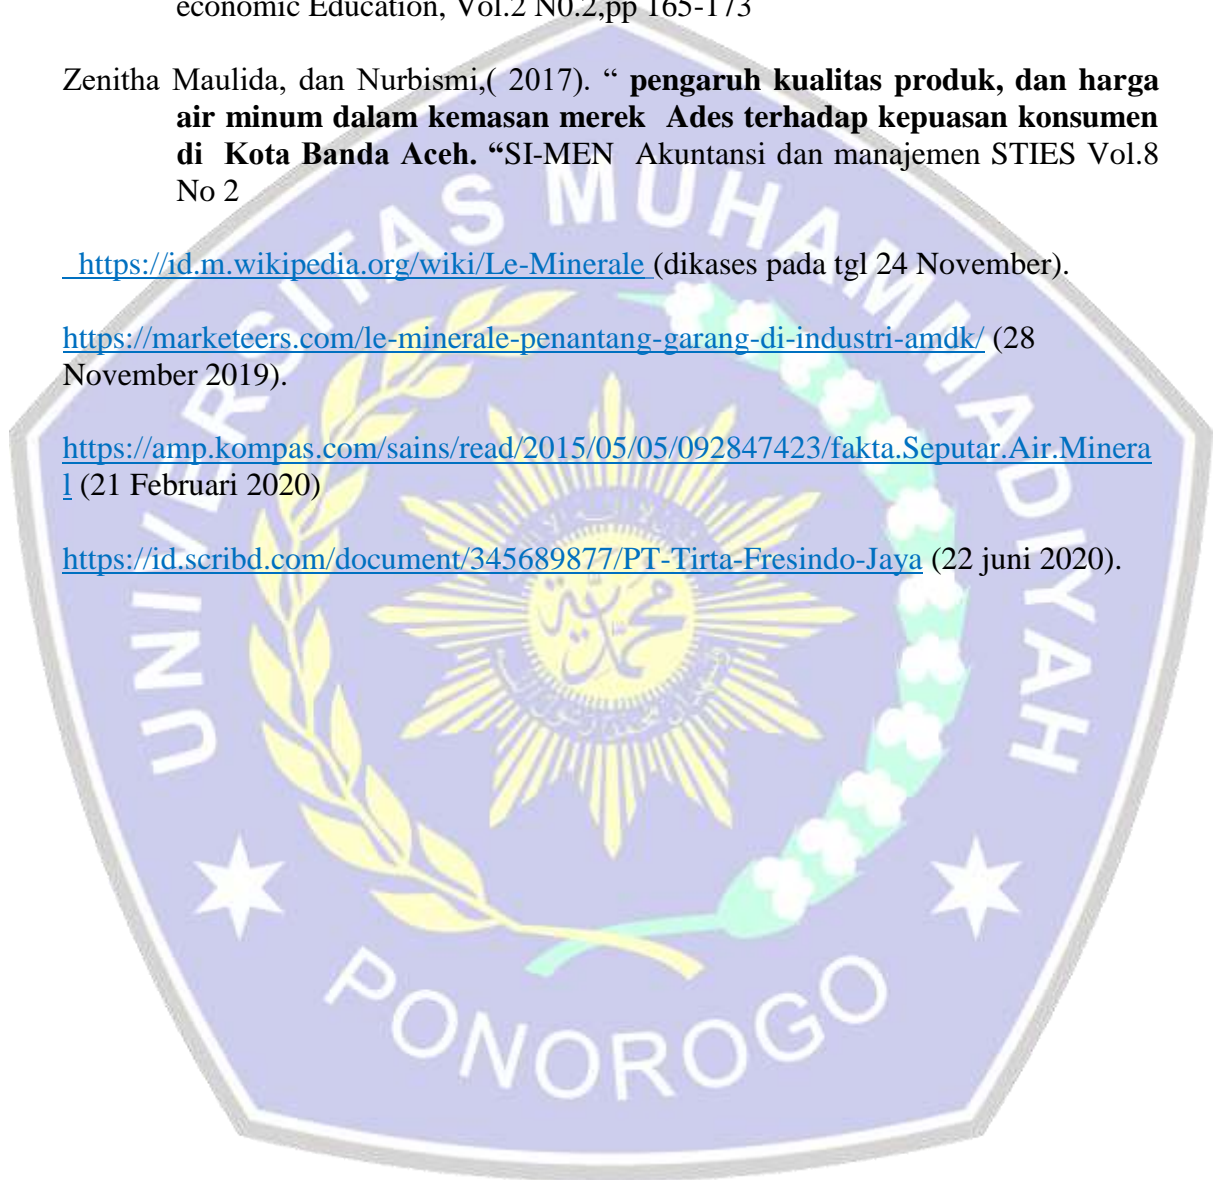 economic Education, Vol.2 N0.2,pp 165-173
Zenitha Maulida, dan Nurbismi,( 2017). “ pengaruh kualitas produk, dan harga
air minum dalam kemasan merek Ades terhadap kepuasan konsumen
di Kota Banda Aceh. “SI-MEN Akuntansi dan manajemen STIES Vol.8
No 2
https://id.m.wikipedia.org/wiki/Le-Minerale (dikases pada tgl 24 November).
https://marketeers.com/le-minerale-penantang-garang-di-industri-amdk/ (28
November 2019).
https://amp.kompas.com/sains/read/2015/05/05/092847423/fakta.Seputar.Air.Minera
l (21 Februari 2020)
https://id.scribd.com/document/345689877/PT-Tirta-Fresindo-Jaya (22 juni 2020).
UNIVERSITAS MUHAMMADIYAH
محمدية
PONOROGO